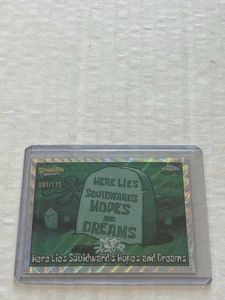 HERE LIES
SQUIDWARD'S
HOPES
AND
DREAMS
Here Lies Squidward's Hopes and Dreams